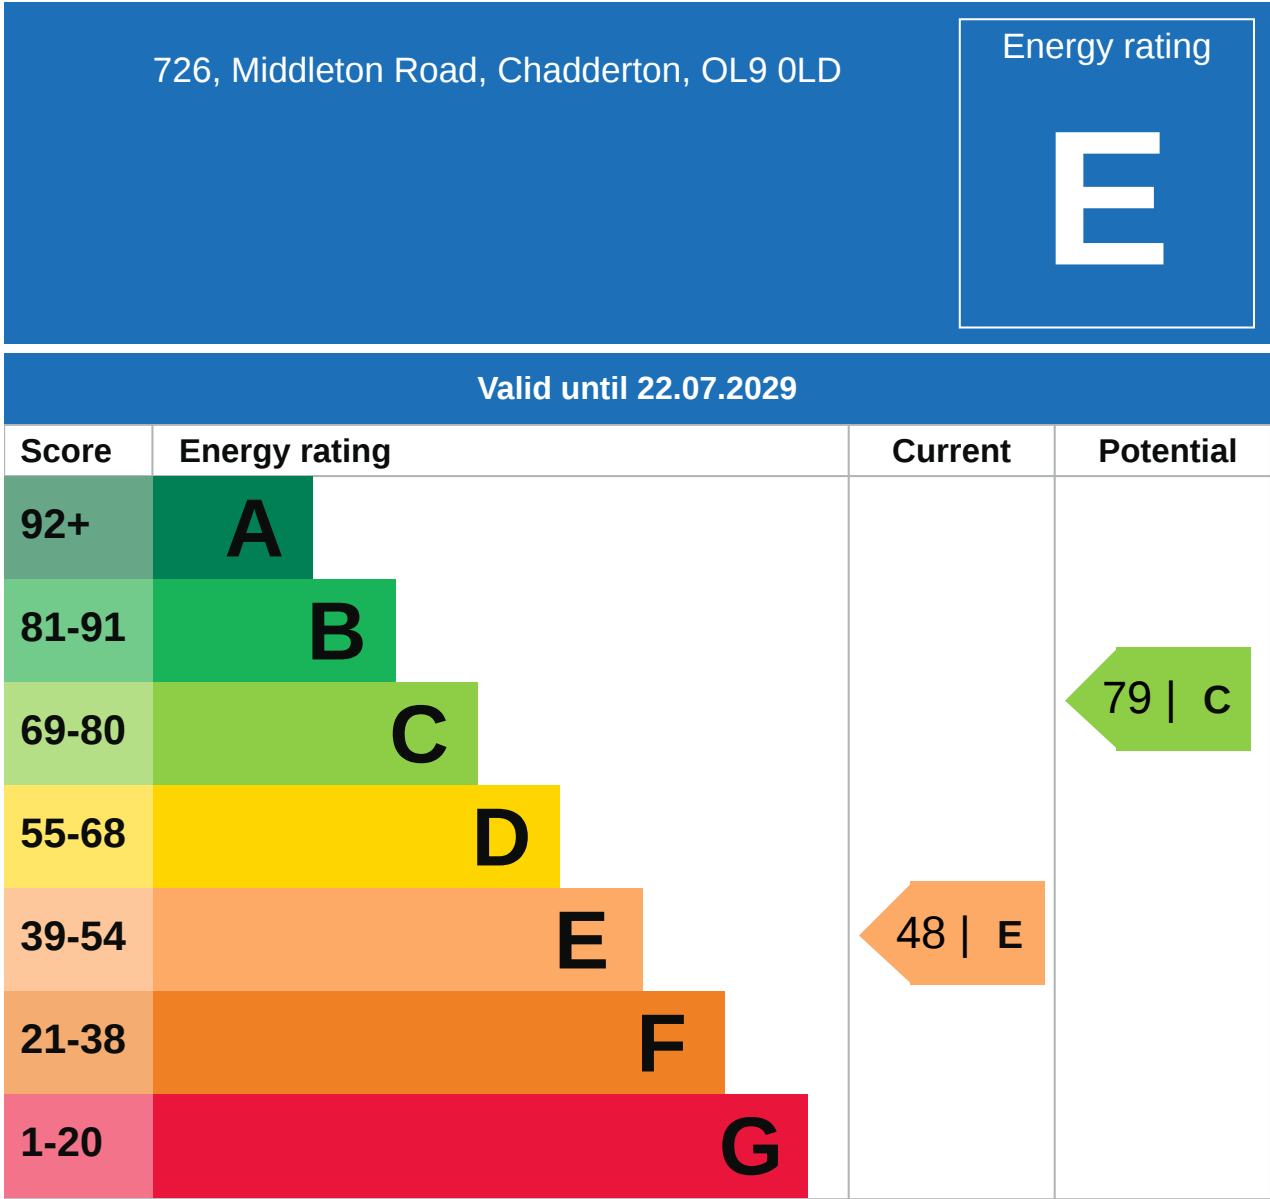 726, Middleton Road, Chadderton, OL9 0LD
Energy rating
E
Valid until 22.07.2029
Score Energy rating Current Potential
92+ A
81-91 B
69-80 C 79 | C
55-68 D
39-54 E 48 | E
21-38 F
1-20 G